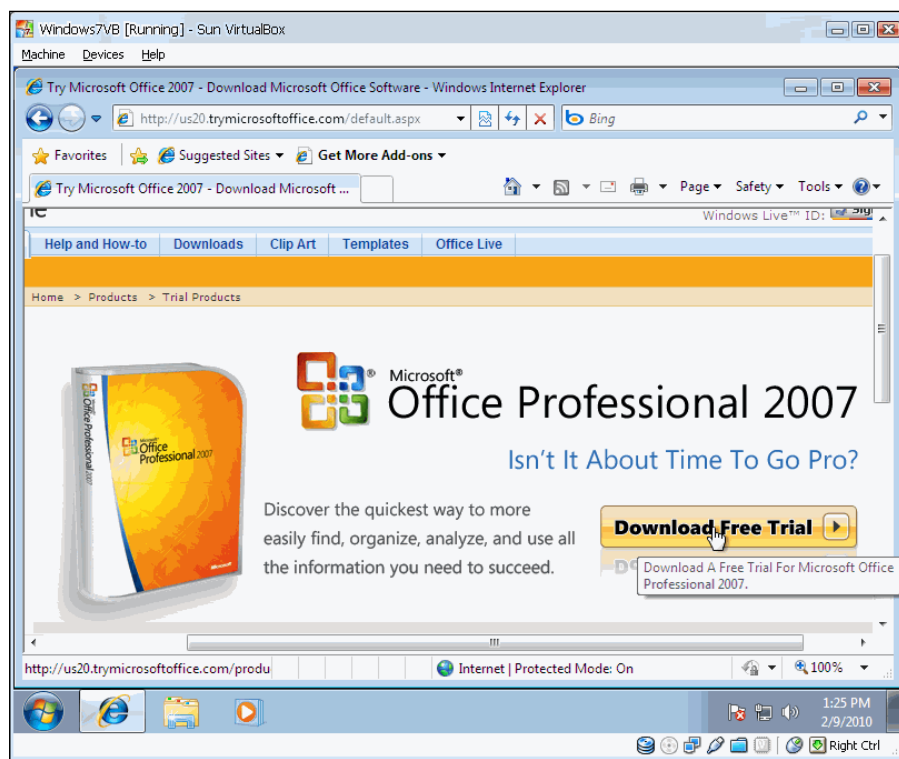 Windows7VB [Running] - Sun VirtualBox
Machine Devices Help
Try Microsoft Office 2007 - Download Microsoft Office Software - Windows Internet Explorer
http://us20.trymicrosoftoffice.com/default.aspx
Bing
Favorites Suggested Sites Get More Add-ons
Try Microsoft Office 2007 - Download Microsoft ...
Page Safety Tools
Windows Live™ ID:
Help and How-to Downloads Clip Art Templates Office Live
Home > Products > Trial Products
Microsoft®
Office Professional 2007
Isn't It About Time To Go Pro?
Office Professional 2007
Office
Professional 2007
Discover the quickest way to more
easily find, organize, analyze, and use all
the information you need to succeed.
Download Free Trial
Download A Free Trial For Microsoft Office
Professional 2007.
http://us20.trymicrosoftoffice.com/produ
Internet | Protected Mode: On
100%
1:25 PM
2/9/2010
Right Ctrl